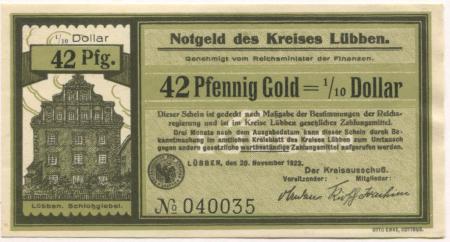 1/10 Dollar
42 Pfg.
Lübben. Schloßgiebel.
Notgeld des Kreises Lübben.
Genehmigt vom Reichsminister der Finanzen.
42 Pfennig Gold = 1/10 Dollar
Dieser Schein ist gedeckt nach Maßgabe der Bestimmungen der Reichs-
regierung und ist im Kreise Lübben gesetzliches Zahlungsmittel.
Drei Monate nach dem Ausgabedatum kann dieser Schein durch Be-
kanntmachung im amtlichen Kreisblatt des Kreises Lübben zum Umtausch
gegen andere gesetzliche wertbeständige Zahlungsmittel aufgerufen werden.
LÜBBEN, den 20. November 1923.
Der Kreisausschuß.
Vorsitzender: Mitglieder:
№ 040035
OTTO ENKE, COTTBUS.